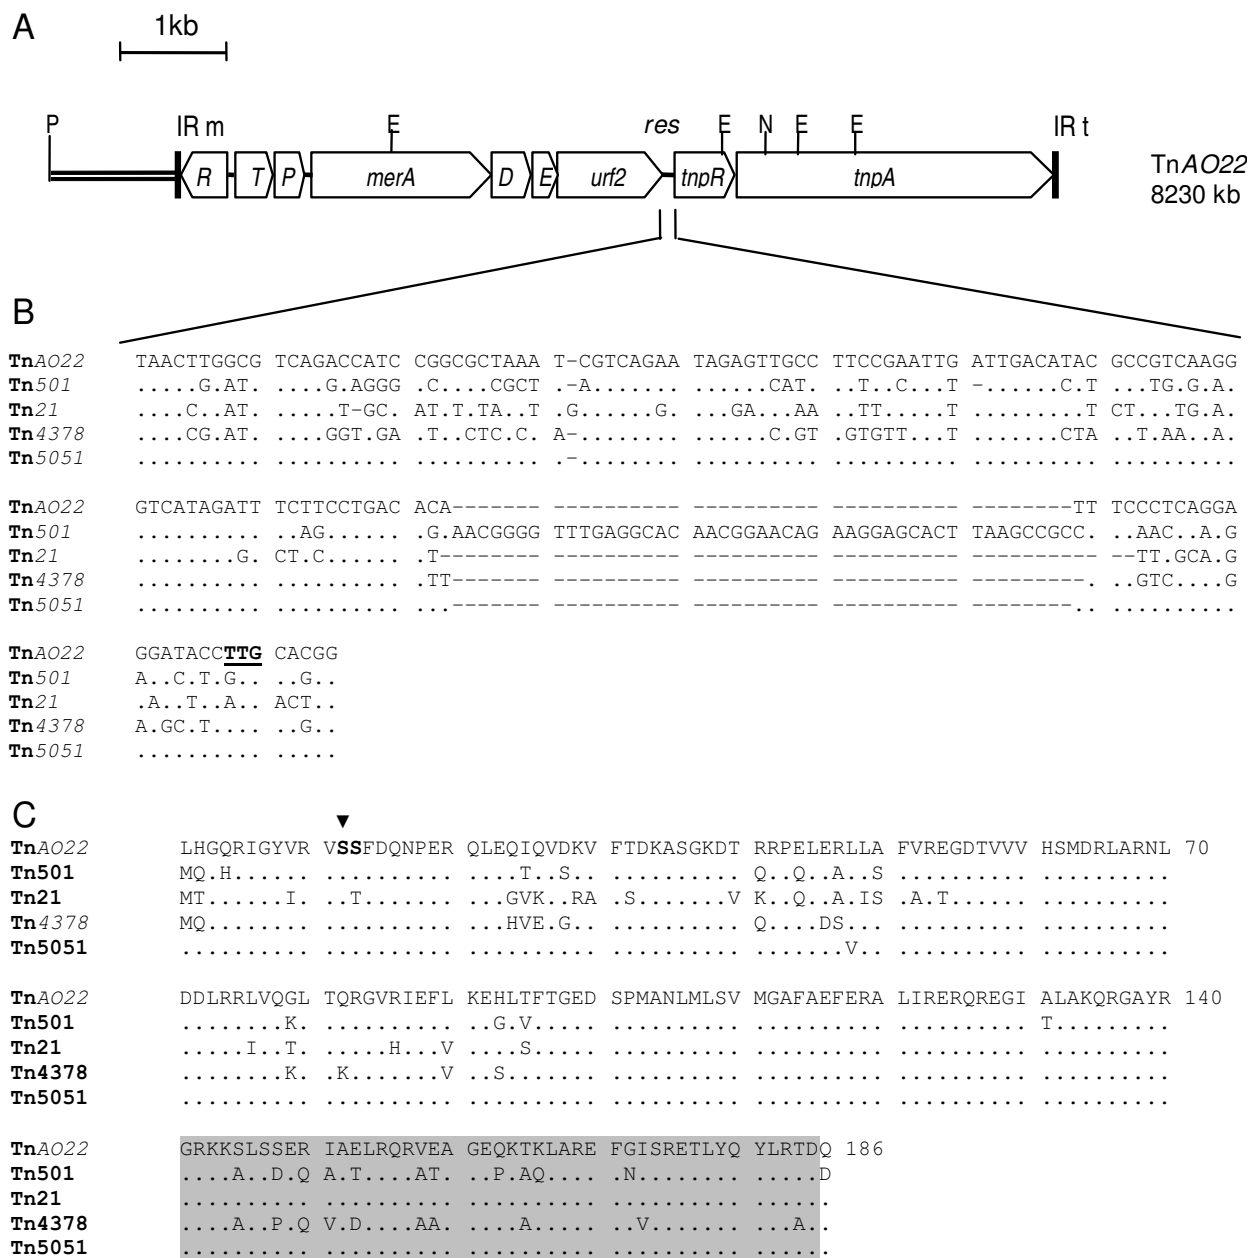 A
1kb
P IR m E res E N E E IR t
R T P merA D E urf2 tnpR tnpA
TnAO22
8230 kb
B
TnAO22 TAACTTGGCG TCAGACCATC CGGCGCTAAA T-CGTCAGAA TAGAGTTGCC TTCCGAATTG ATTGACATAC GCCGTCAAGG
Tn501 .....G.AT. ....G.AGGG .C....CGCT .-A....... ......CAT. ..T..C...T -.....C.T ...TG.G.A.
Tn21 ....C..AT. .....T-GC. AT.T.TA..T .G.....G.. ...GA...AA ..TT.....T .........T CT...TG.A.
Tn4378 ....CG.AT. ....GGT.GA .T..CTC.C. A-........ ......C.GT .GTGTT...T .......CTA ..T.AA..A.
Tn5051 .......... .......... .......... .-........ .......... .......... .......... ..........
TnAO22 GTCATAGATT TCTTCCTGAC ACA------- ---------- ---------- ---------- --------TT TCCCTCAGGA
Tn501 .......... ..AG...... .G.AACGGGG TTTGAGGCAC AACGGAACAG AAGGAGCACT TAAGCCGCC. ..AAC..A.G
Tn21 .......G. CT.C...... .T-------- ---------- ---------- ---------- ---------- --TT.GCA.G
Tn4378 .......... .......... .TT------- ---------- ---------- ---------- ---------. ..GTC....G
Tn5051 .......... .......... ...------- ---------- ---------- ---------- --------.. ..........
TnAO22 GGATACCTTG CACGG
Tn501 A..C.T.G.. ..G..
Tn21 .A..T..A.. ACT..
Tn4378 A.GC.T.... ..G..
Tn5051 .......... .....
C
▼
TnAO22 LHGQRIGYVR VSSFDQNPER QLEQIQVDKV FTDKASGKDT RRPELERLLA FVREGDTVVV HSMDRLARNL 70
Tn501 MQ.H...... .......... .....T..S. .......... Q..Q..A..S .......... ..........
Tn21 MT......I. ..T....... ...GVK..RA .S.......V K..Q..A.IS .A.T...... ..........
Tn4378 MQ........ .......... ...HVE.G.. .......... Q....DS... .......... ..........
Tn5051 .......... .......... .......... .......... .......V.. .......... ..........
TnAO22 DDLRRLVQGL TQRGVRIEFL KEHLTFTGED SPMANLMLSV MGAFAEFERA LIRERQREGI ALAKQRGAYR 140
Tn501 ........K. .......... ....G.V... .......... .......... .......... T.........
Tn21 .....I..T. ....H...V ....S..... .......... .......... .......... ..........
Tn4378 ........K. .K.......V ...S...... .......... .......... .......... ..........
Tn5051 .......... .......... .......... .......... .......... .......... ..........
TnAO22 GRKKSLSSER IAELRQRVEA GEQKTKLARE FGISRETLYQ YLRTDQ 186
Tn501 ....A..D.Q A.T....AT. ...P.AQ... ..N....... .....D
Tn21 .......... .......... .......... .......... ......
Tn4378 ....A..P.Q V.D....AA. .....A.... ...V...... ....A.
Tn5051 .......... .......... .......... .......... ......